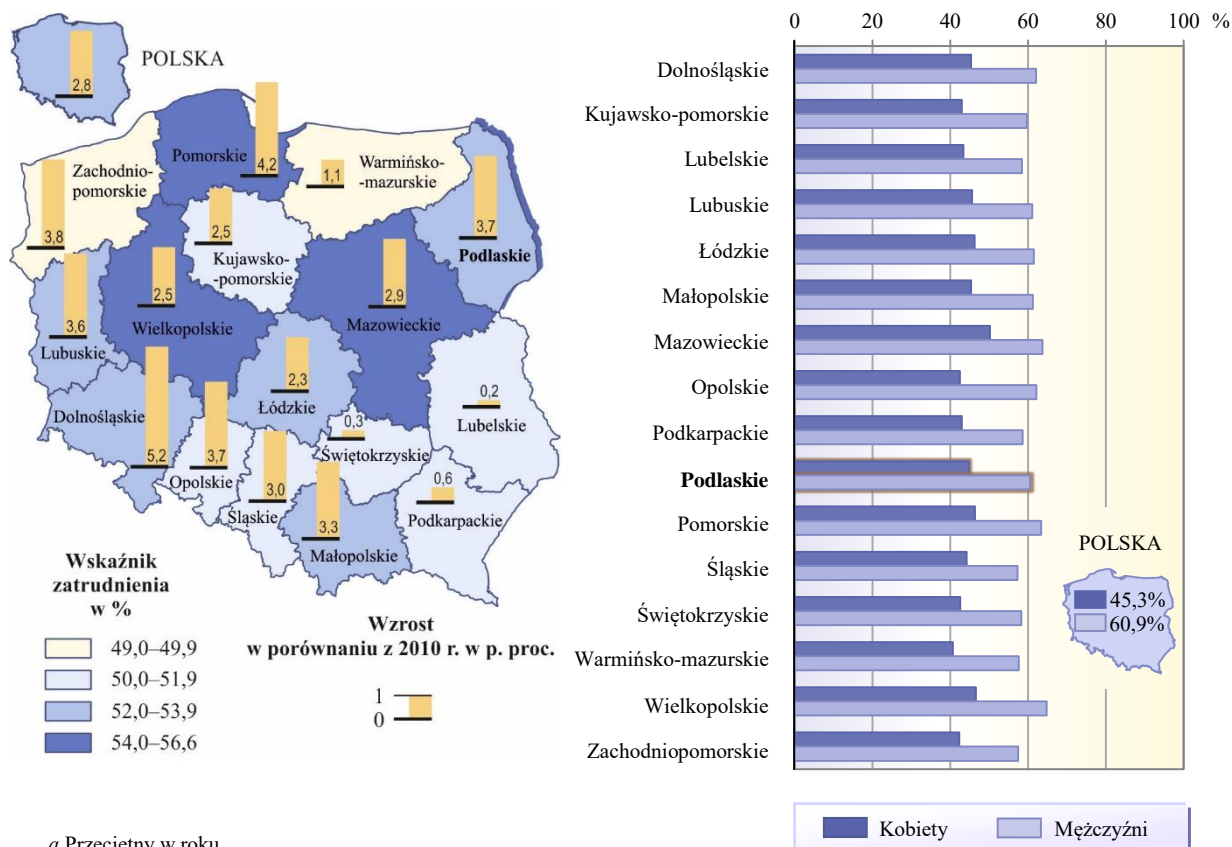 POLSKA
2,8
Pomorskie
4,2
Zachodnio-
pomorskie
3,8
Warmińsko-
-mazurskie
1,1
3,7
Podlaskie
2,5
Kujawsko-
-pomorskie
2,5
Wielkopolskie
2,9
Mazowieckie
3,6
Lubuskie
2,3
Łódzkie
Dolnośląskie
5,2
3,7
Opolskie
0,2
Lubelskie
0,3
Świętokrzyskie
3,0
Śląskie
3,3
Małopolskie
0,6
Podkarpackie
Wskaźnik
zatrudnienia
w %
49,0–49,9
50,0–51,9
52,0–53,9
54,0–56,6
Wzrost
w porównaniu z 2010 r. w p. proc.
1
0
0 20 40 60 80 100 %
Dolnośląskie
Kujawsko-pomorskie
Lubelskie
Lubuskie
Łódzkie
Małopolskie
Mazowieckie
Opolskie
Podkarpackie
Podlaskie
Pomorskie
Śląskie
Świętokrzyskie
Warmińsko-mazurskie
Wielkopolskie
Zachodniopomorskie
POLSKA
45,3%
60,9%
Kobiety Mężczyźni
a Przeciętny w roku